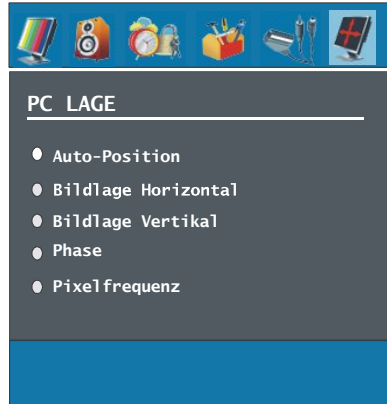 PC LAGE
Auto-Position
Bildlage Horizontal
Bildlage Vertikal
Phase
Pixelfrequenz